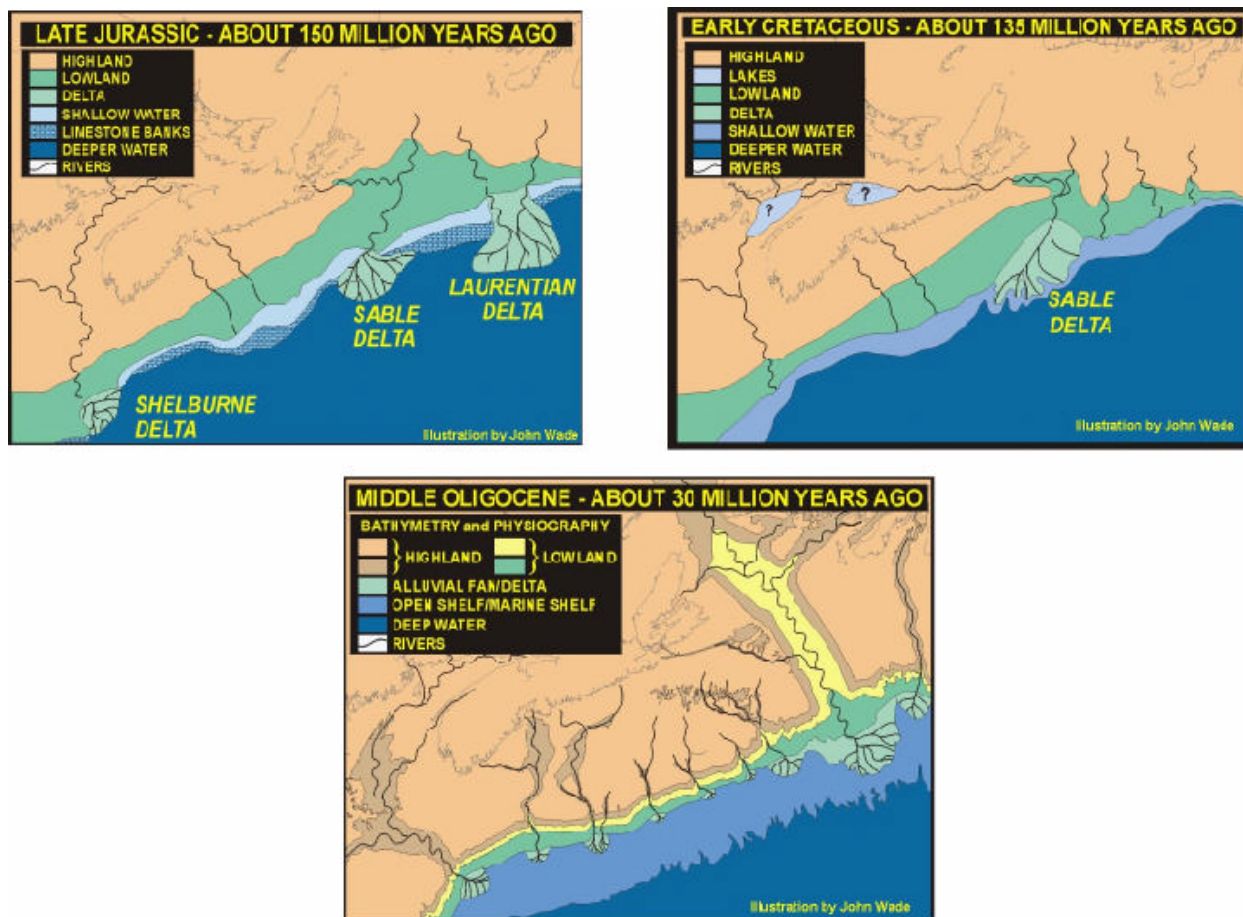 LATE JURASSIC - ABOUT 150 MILLION YEARS AGO
HIGHLAND
LOWLAND
DELTA
SHALLOW WATER
LIMESTONE BANKS
DEEPER WATER
RIVERS
LAURENTIAN
DELTA
SABLE
DELTA
SHELBURNE
DELTA
Illustration by John Wade
EARLY CRETACEOUS - ABOUT 135 MILLION YEARS AGO
HIGHLAND
LAKES
LOWLAND
DELTA
SHALLOW WATER
DEEPER WATER
RIVERS
?
?
SABLE
DELTA
Illustration by John Wade
MIDDLE OLIGOCENE - ABOUT 30 MILLION YEARS AGO
BATHYMETRY and PHYSIOGRAPHY
HIGHLAND
LOWLAND
ALLUVIAL FAN/DELTA
OPEN SHELF/MARINE SHELF
DEEP WATER
RIVERS
Illustration by John Wade